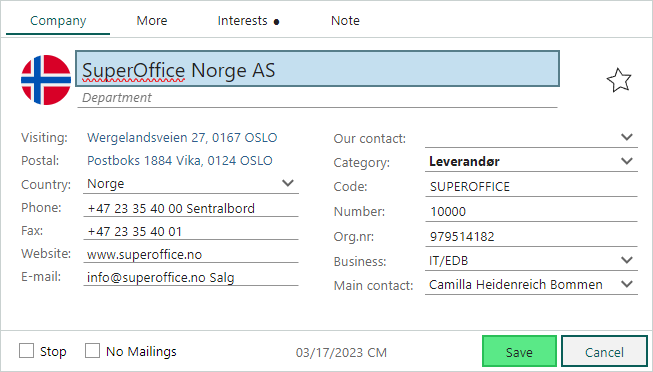 Company More Interests ● Note
SuperOffice Norge AS
Department
Visiting: Wergelandsveien 27, 0167 OSLO
Postal: Postboks 1884 Vika, 0124 OSLO
Country: Norge
Phone: +47 23 35 40 00 Sentralbord
Fax: +47 23 35 40 01
Website: www.superoffice.no
E-mail: info@superoffice.no Salg
Our contact:
Category: Leverandør
Code: SUPEROFFICE
Number: 10000
Org.nr: 979514182
Business: IT/EDB
Main contact: Camilla Heidenreich Bommen
Stop No Mailings 03/17/2023 CM Save Cancel